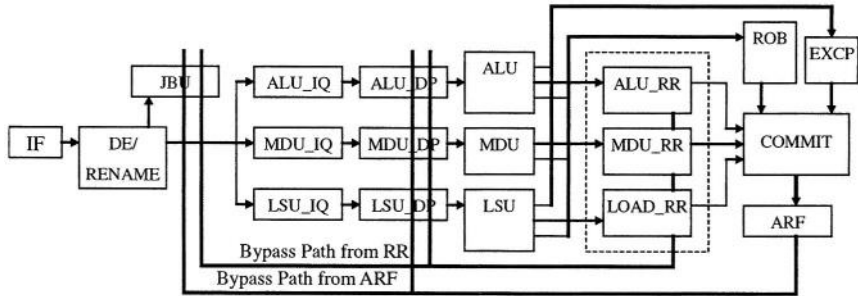 ROB
EXCP
JBU
ALU_IQ
ALU_DP
ALU
ALU_RR
IF
DE/
RENAME
MDU_IQ
MDU_DP
MDU
MDU_RR
COMMIT
LSU_IQ
LSU_DP
LSU
LOAD_RR
ARF
Bypass Path from RR
Bypass Path from ARF